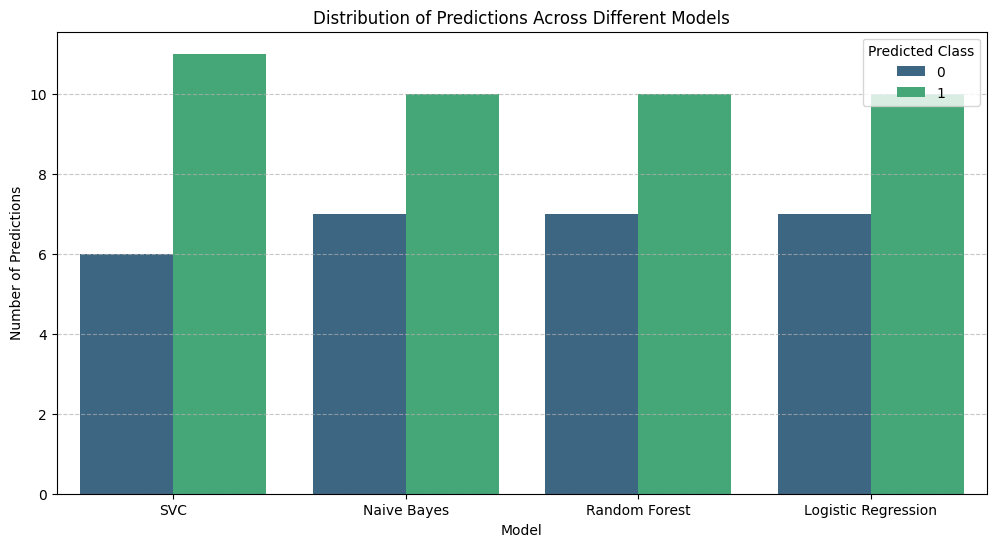 Distribution of Predictions Across Different Models
Predicted Class
0
1
Number of Predictions
10
8
6
4
2
0
SVC
Naive Bayes
Random Forest
Logistic Regression
Model